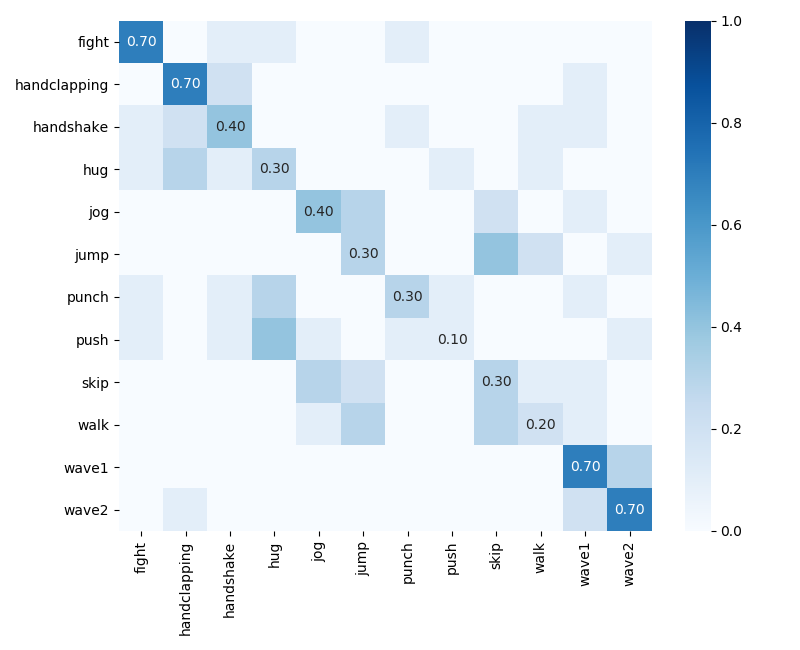 fight 0.70 1.0
handclapping 0.70
handshake 0.40 0.8
hug 0.30
jog 0.40 0.6
jump 0.30
punch 0.30 0.4
push 0.10
skip 0.30
walk 0.20 0.2
wave1 0.70
wave2 0.70 0.0
fight handclapping handshake hug jog jump punch push skip walk wave1 wave2